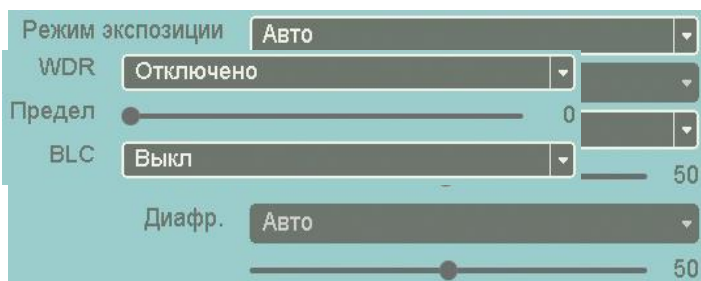 Режим экспозиции Авто
WDR Отключено
Предел 0
BLC Выкл
50
Диафр. Авто
50